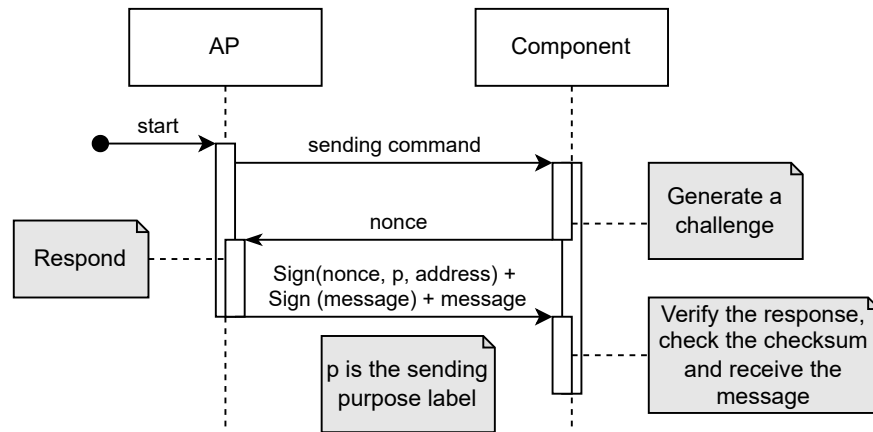 AP
Component
start
sending command
Generate a
challenge
nonce
Respond
Sign(nonce, p, address) +
Sign (message) + message
Verify the response,
check the checksum
and receive the
message
p is the sending
purpose label